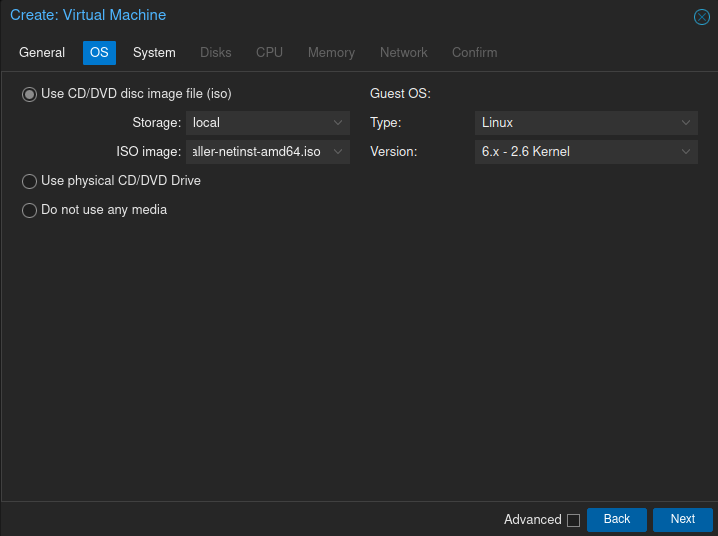 Create: Virtual Machine
General OS System Disks CPU Memory Network Confirm
Use CD/DVD disc image file (iso)
Storage: local
ISO image: aller-netinst-amd64.iso
Use physical CD/DVD Drive
Do not use any media
Guest OS:
Type: Linux
Version: 6.x - 2.6 Kernel
Advanced Back Next